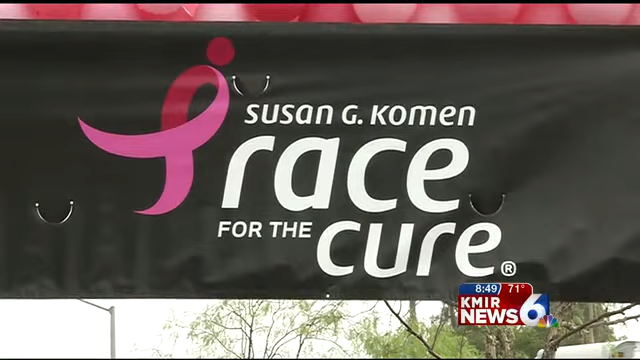 SUSAN G. Komen
race
FOR THE cure®
8:49 71°
KMIR
NEWS 6